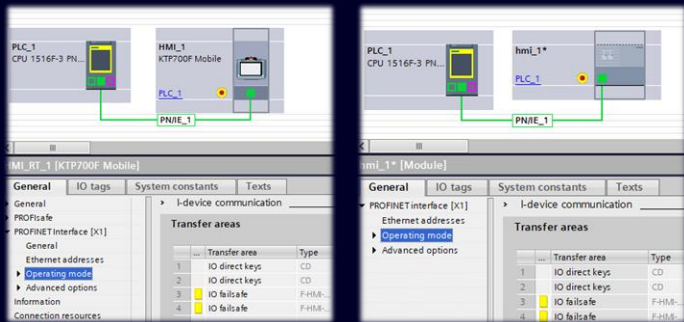 PLC_1
CPU 1516F-3 PN...
HMI_1
KTP700F Mobile
PLC_1
PN/IE_1
HMI_RT_1 [KTP700F Mobile]
General
IO tags
System constants
Texts
General
PROFIsafe
PROFINET interface [X1]
General
Ethernet addresses
Operating mode
Advanced options
Information
Connection resources
I-device communication
Transfer areas
... Transfer area Type
1 IO direct keys CD
2 IO direct keys CD
3 IO failsafe F-HMI-...
4 IO failsafe F-HMI-...
PLC_1
CPU 1516F-3 PN...
hmi_1*
PLC_1
PN/IE_1
hmi_1* [Module]
General
IO tags
System constants
Texts
PROFINET interface [X1]
Ethernet addresses
Operating mode
Advanced options
I-device communication
Transfer areas
... Transfer area Type
1 IO direct keys CD
2 IO direct keys CD
3 IO failsafe F-HMI-...
4 IO failsafe F-HMI-...